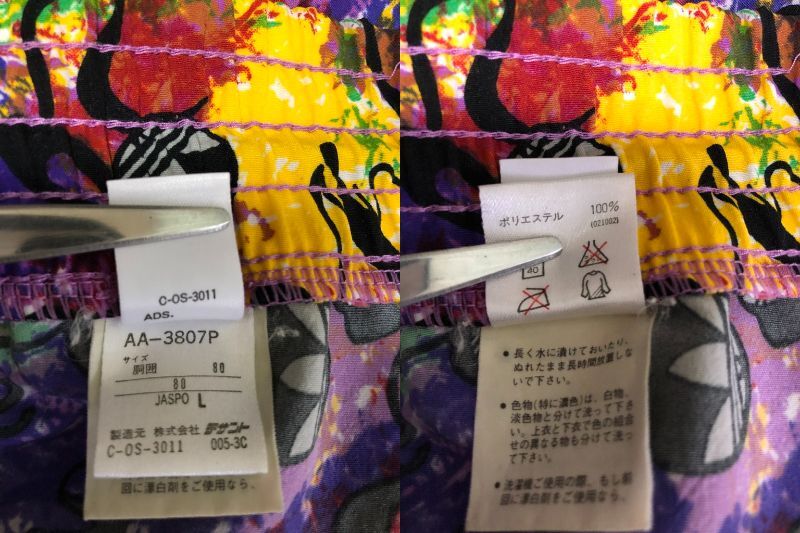 C-OS-3011
ADS.
AA-3807P
サイズ
胴囲 80
80
JASPO L
製造元 株式会社 デサント
C-OS-3011 005-3C
回に漂白剤をご使用なら、
ポリエステル 100%
(021002)
40
● 長く水に漬けておいたり、
ぬれたまま長時間放置しな
いで下さい。
● 色物(特に濃色)は、白物、
淡色物と分けて洗って下さ
い。上衣と下衣で色の組合
せの異なる物も分けて洗っ
て下さい。
● 洗濯機ご使用の際、もし前
回に漂白剤をご使用なら、